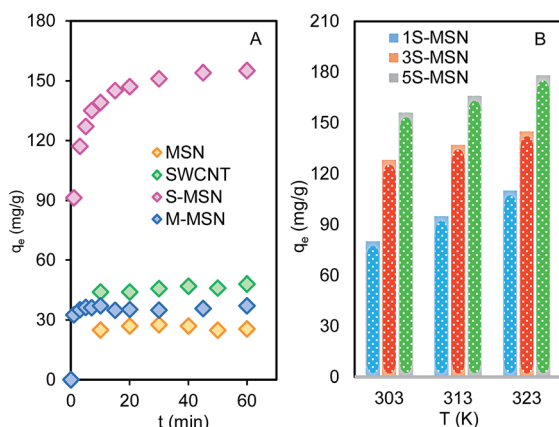 A
180
150
120
90
60
30
0
qe (mg/g)
MSN
SWCNT
S-MSN
M-MSN
0
20
40
60
t (min)
B
210
180
150
120
90
60
30
0
qe (mg/g)
1S-MSN
3S-MSN
5S-MSN
303
313
323
T (K)